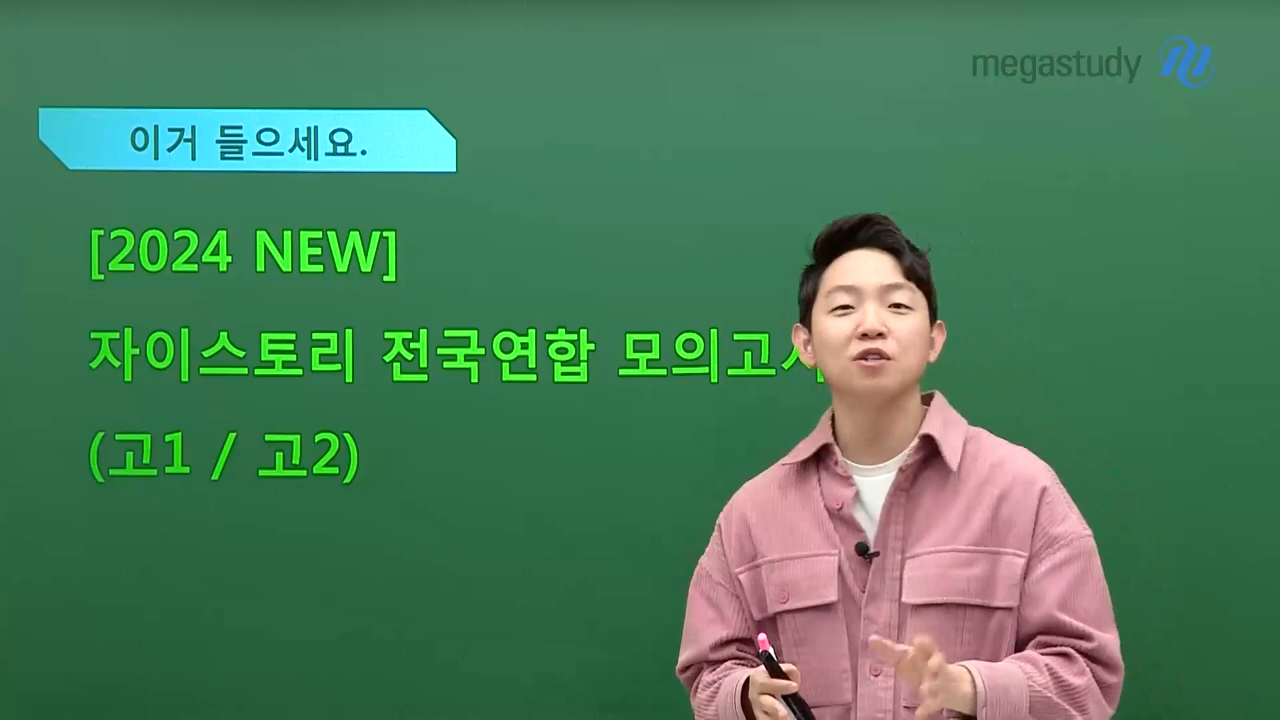 megastudy
이거 들으세요.
[2024 NEW]
자이스토리 전국연합 모의고사
(고1 / 고2)